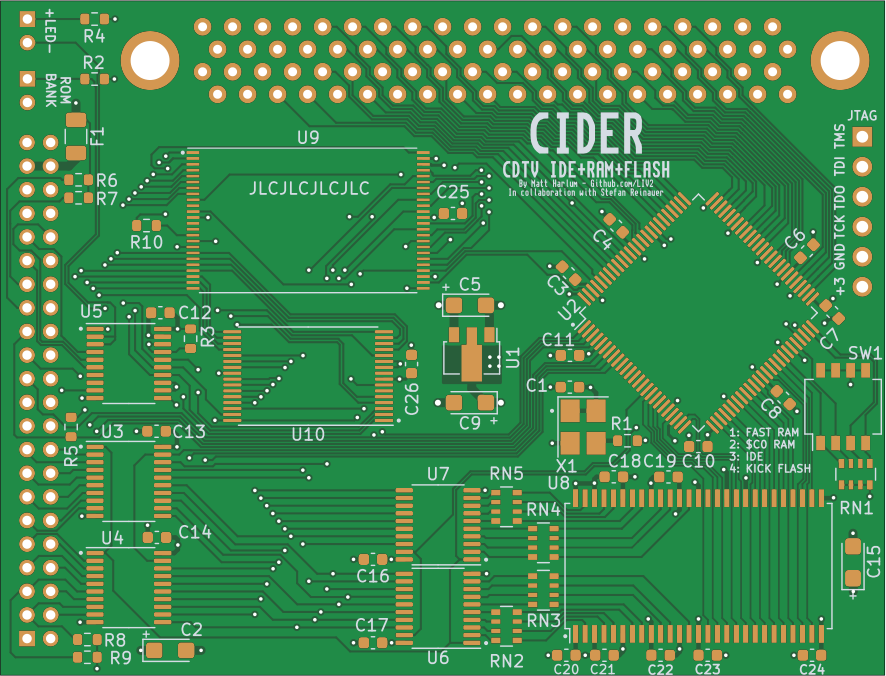 +LED-
R4
R2
ROM
BANK
F1
U9
JLCJLCJLCJLC
CIDER
CDTV IDE+RAM+FLASH
By Matt Harlum - Github.com/LIV2
In collaboration with Stefan Reinauer
JTAG
+3 GND TCK TDO TDI TMS
R6
R7
R10
C25
C4
C6
C3
C5
+
U2
C7
U5
C12
R3
C26
U1
C11
C1
C9
+
SW1
C8
R5
U3
C13
U10
X1
R1
C10
1: FAST RAM
2: $C0 RAM
3: IDE
4: KICK FLASH
U7
RN5
U8
C18
C19
RN1
RN4
U4
C14
C16
C15
+
RN3
C17
U6
RN2
R8
R9
+
C2
C20
C21
C22
C23
C24